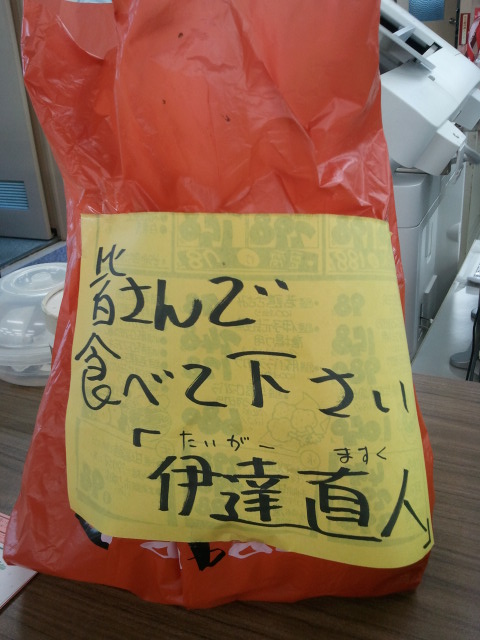 皆さんで
食べて下さい
たいがー ますく
「伊達直人」